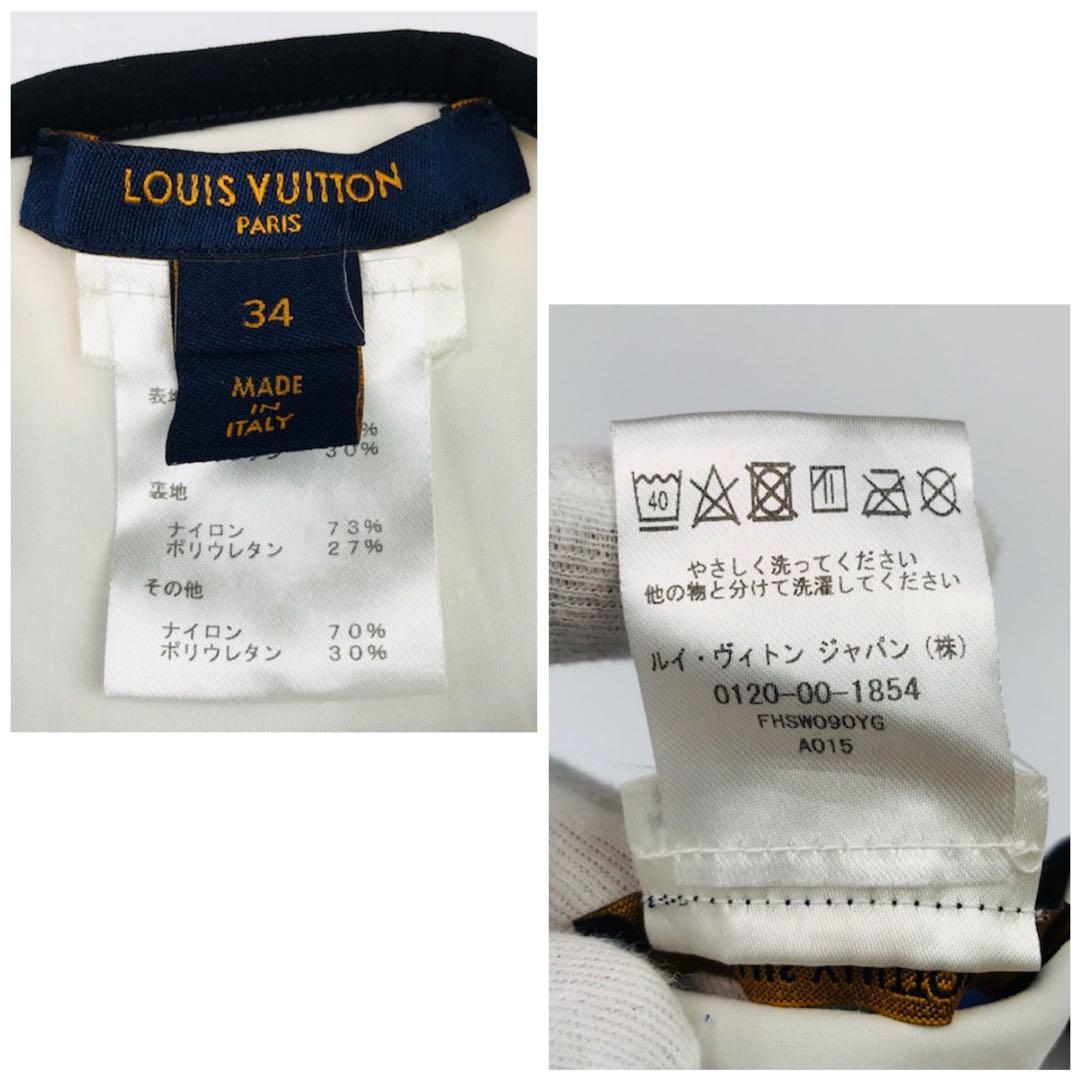 LOUIS VUITTON
PARIS
34
MADE
IN
ITALY
表地
%
30%
裏地
ナイロン 73%
ポリウレタン 27%
その他
ナイロン 70%
ポリウレタン 30%
40
やさしく洗ってください
他の物と分けて洗濯してください
ルイ・ヴィトン ジャパン (株)
0120-00-1854
FHSW090YG
A015